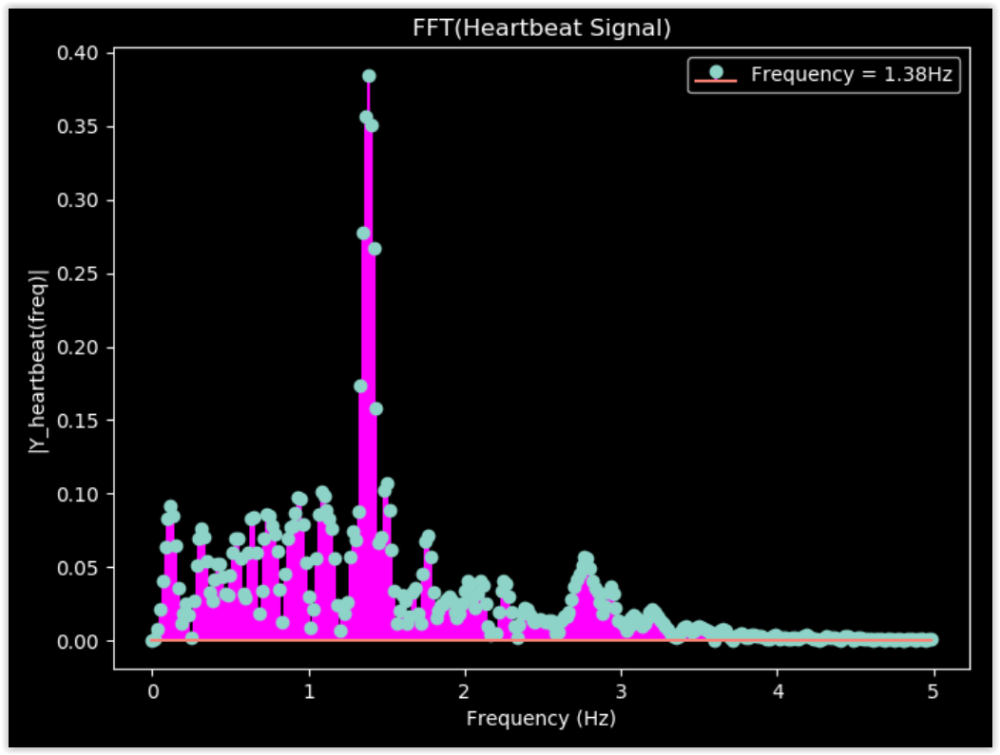 FFT(Heartbeat Signal)
Frequency = 1.38Hz
|Y_heartbeat(freq)|
0.40
0.35
0.30
0.25
0.20
0.15
0.10
0.05
0.00
0 1 2 3 4 5
Frequency (Hz)